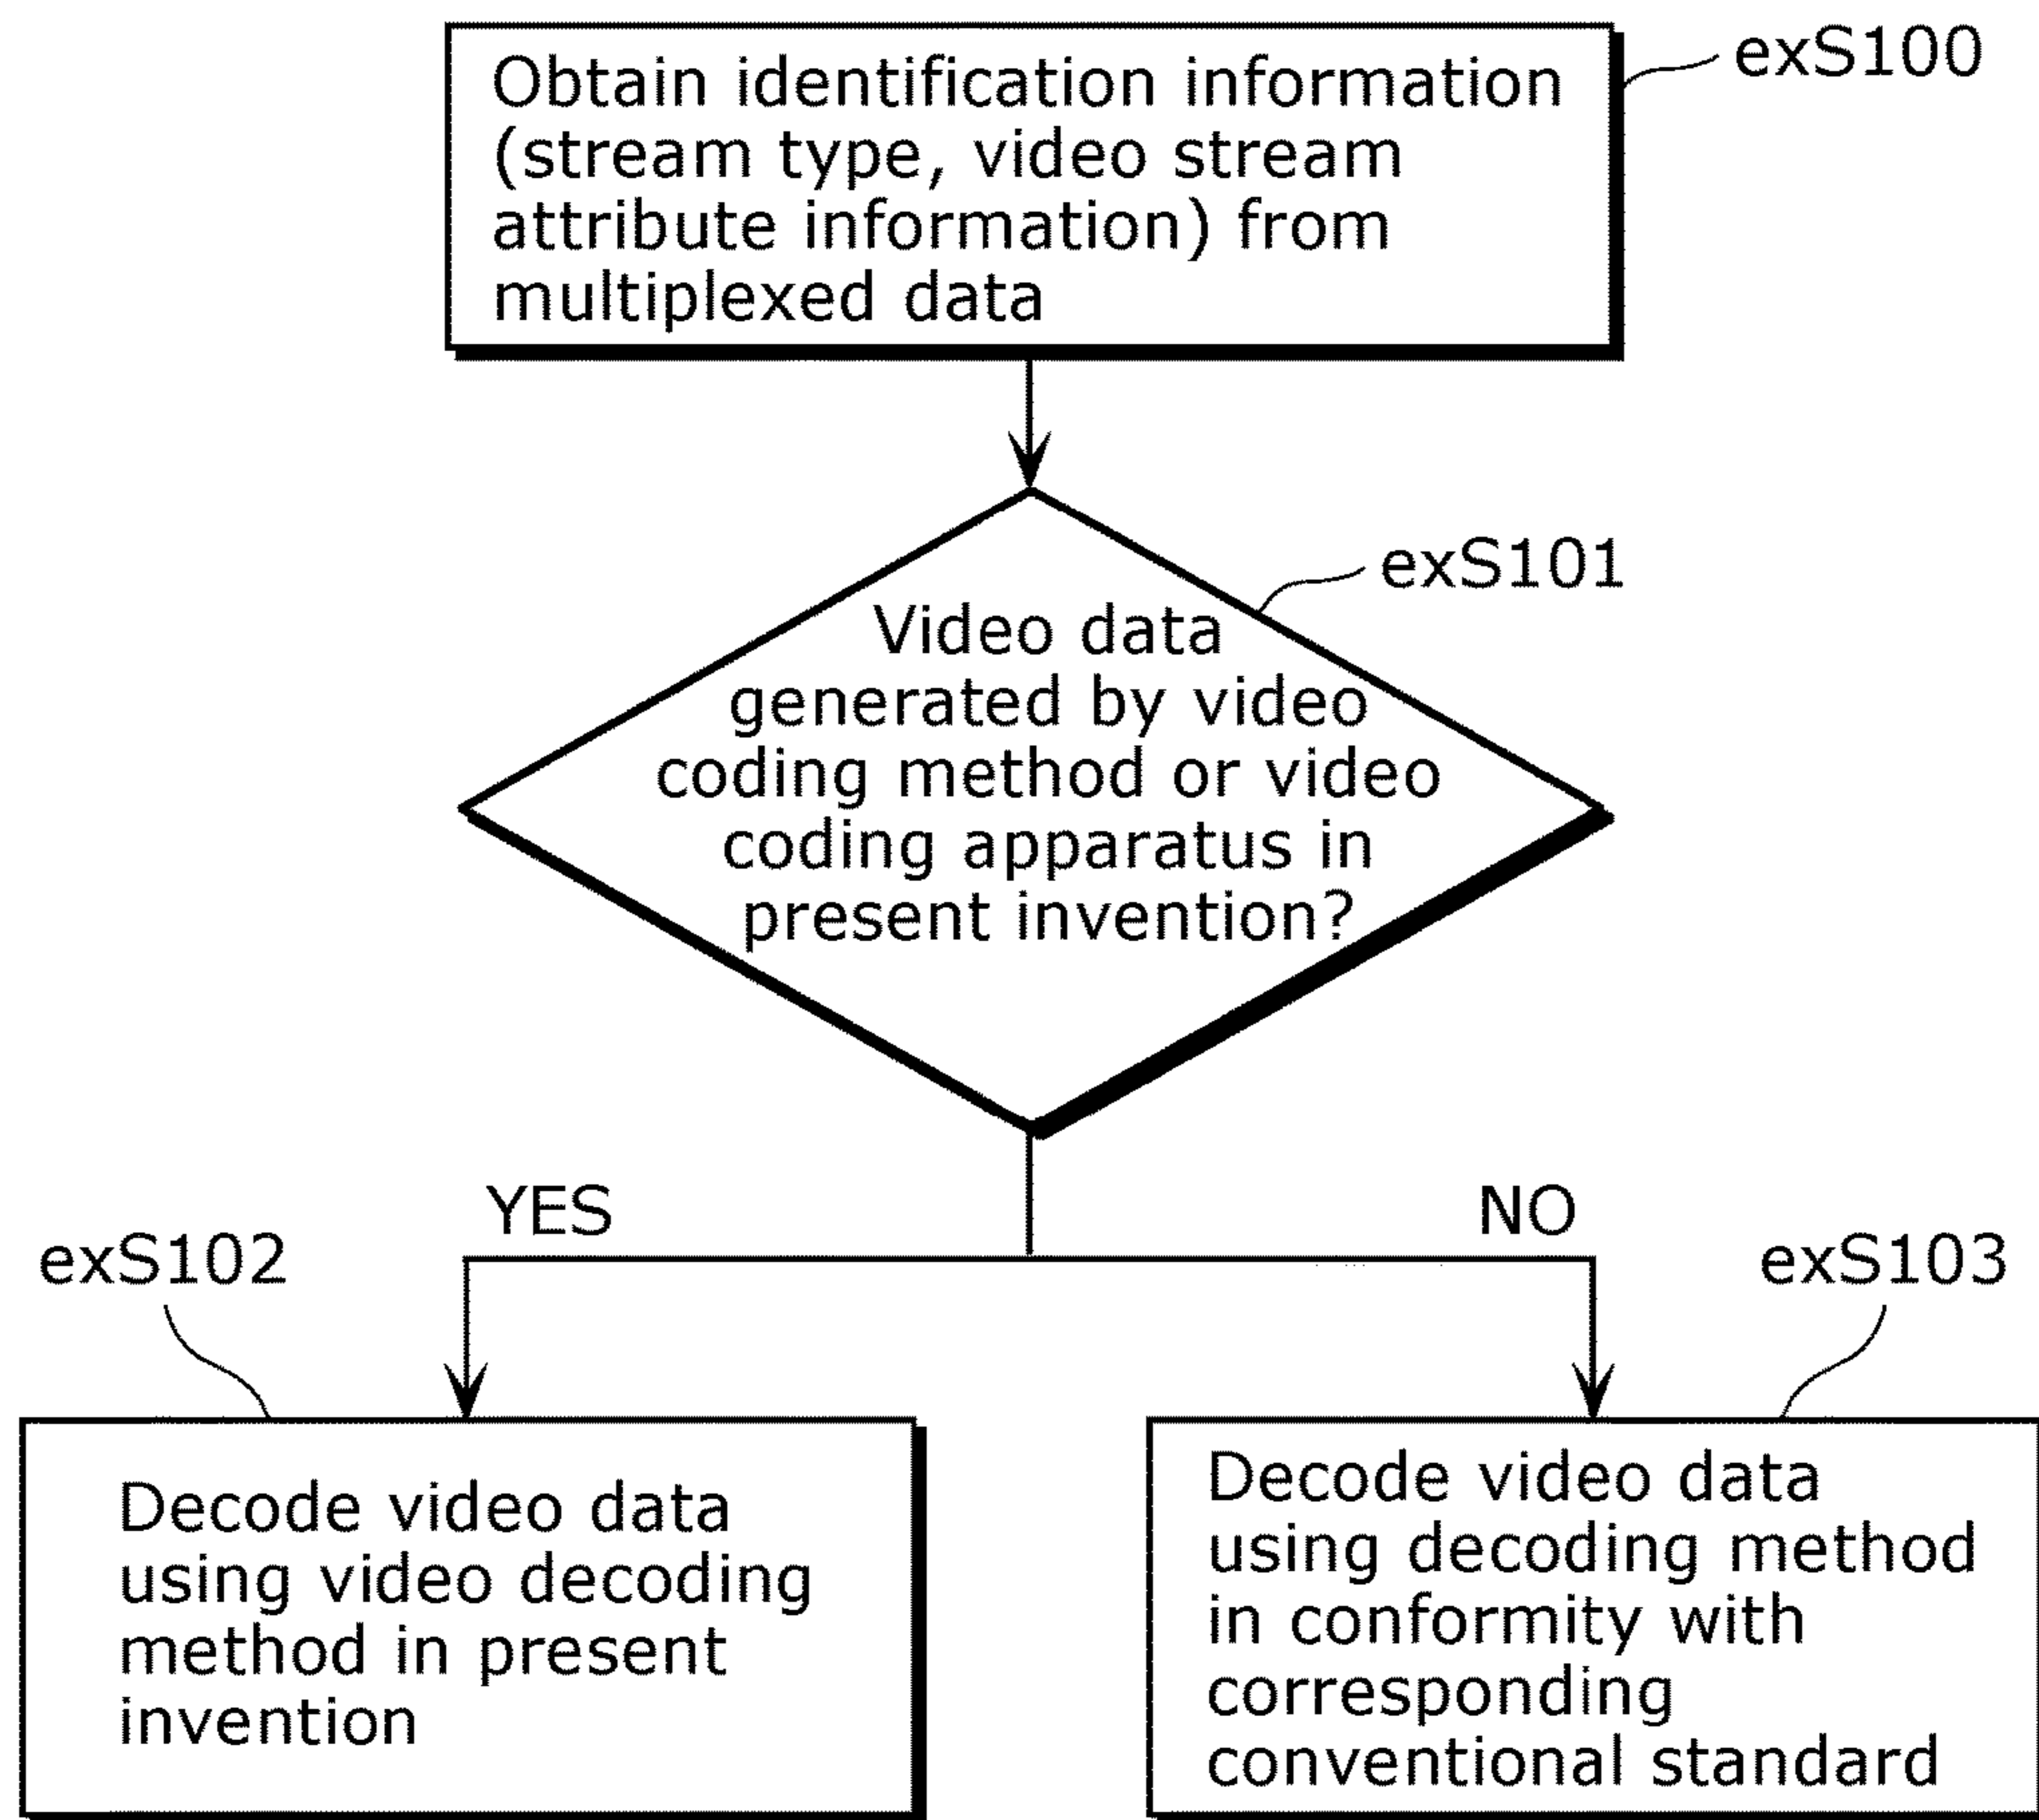 Obtain identification information
(stream type, video stream
attribute information) from
multiplexed data
exS100
exS101
Video data
generated by video
coding method or video
coding apparatus in
present invention?
YES
NO
exS102
exS103
Decode video data
using video decoding
method in present
invention
Decode video data
using decoding method
in conformity with
corresponding
conventional standard